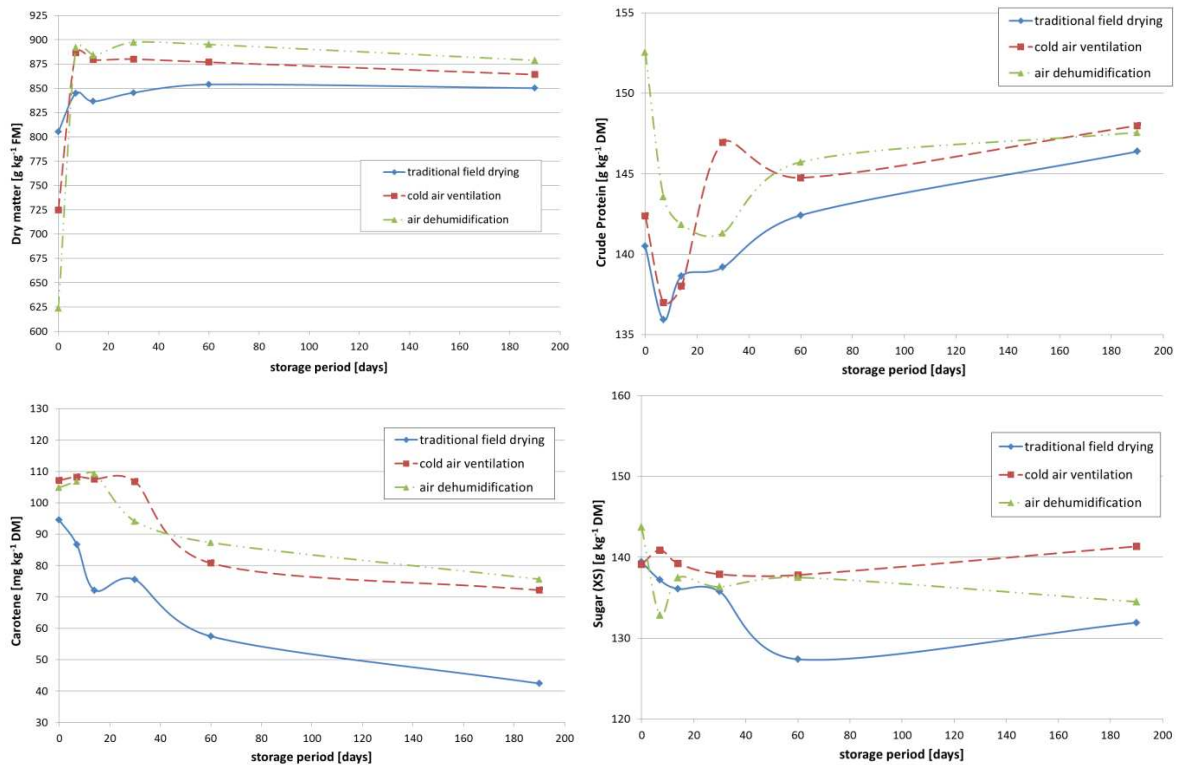 925
900
875
850
825
800
775
750
725
700
675
650
625
600
Dry matter [g kg⁻¹ FM]
traditional field drying
cold air ventilation
air dehumidification
0 20 40 60 80 100 120 140 160 180 200
storage period [days]
155
150
145
140
135
Crude Protein [g kg⁻¹ DM]
traditional field drying
cold air ventilation
air dehumidification
0 20 40 60 80 100 120 140 160 180 200
storage period [days]
130
120
110
100
90
80
70
60
50
40
30
Carotene [mg kg⁻¹ DM]
traditional field drying
cold air ventilation
air dehumidification
0 20 40 60 80 100 120 140 160 180 200
storage period [days]
160
150
140
130
120
Sugar (XS) [g kg⁻¹ DM]
traditional field drying
cold air ventilation
air dehumidification
0 20 40 60 80 100 120 140 160 180 200
storage period [days]